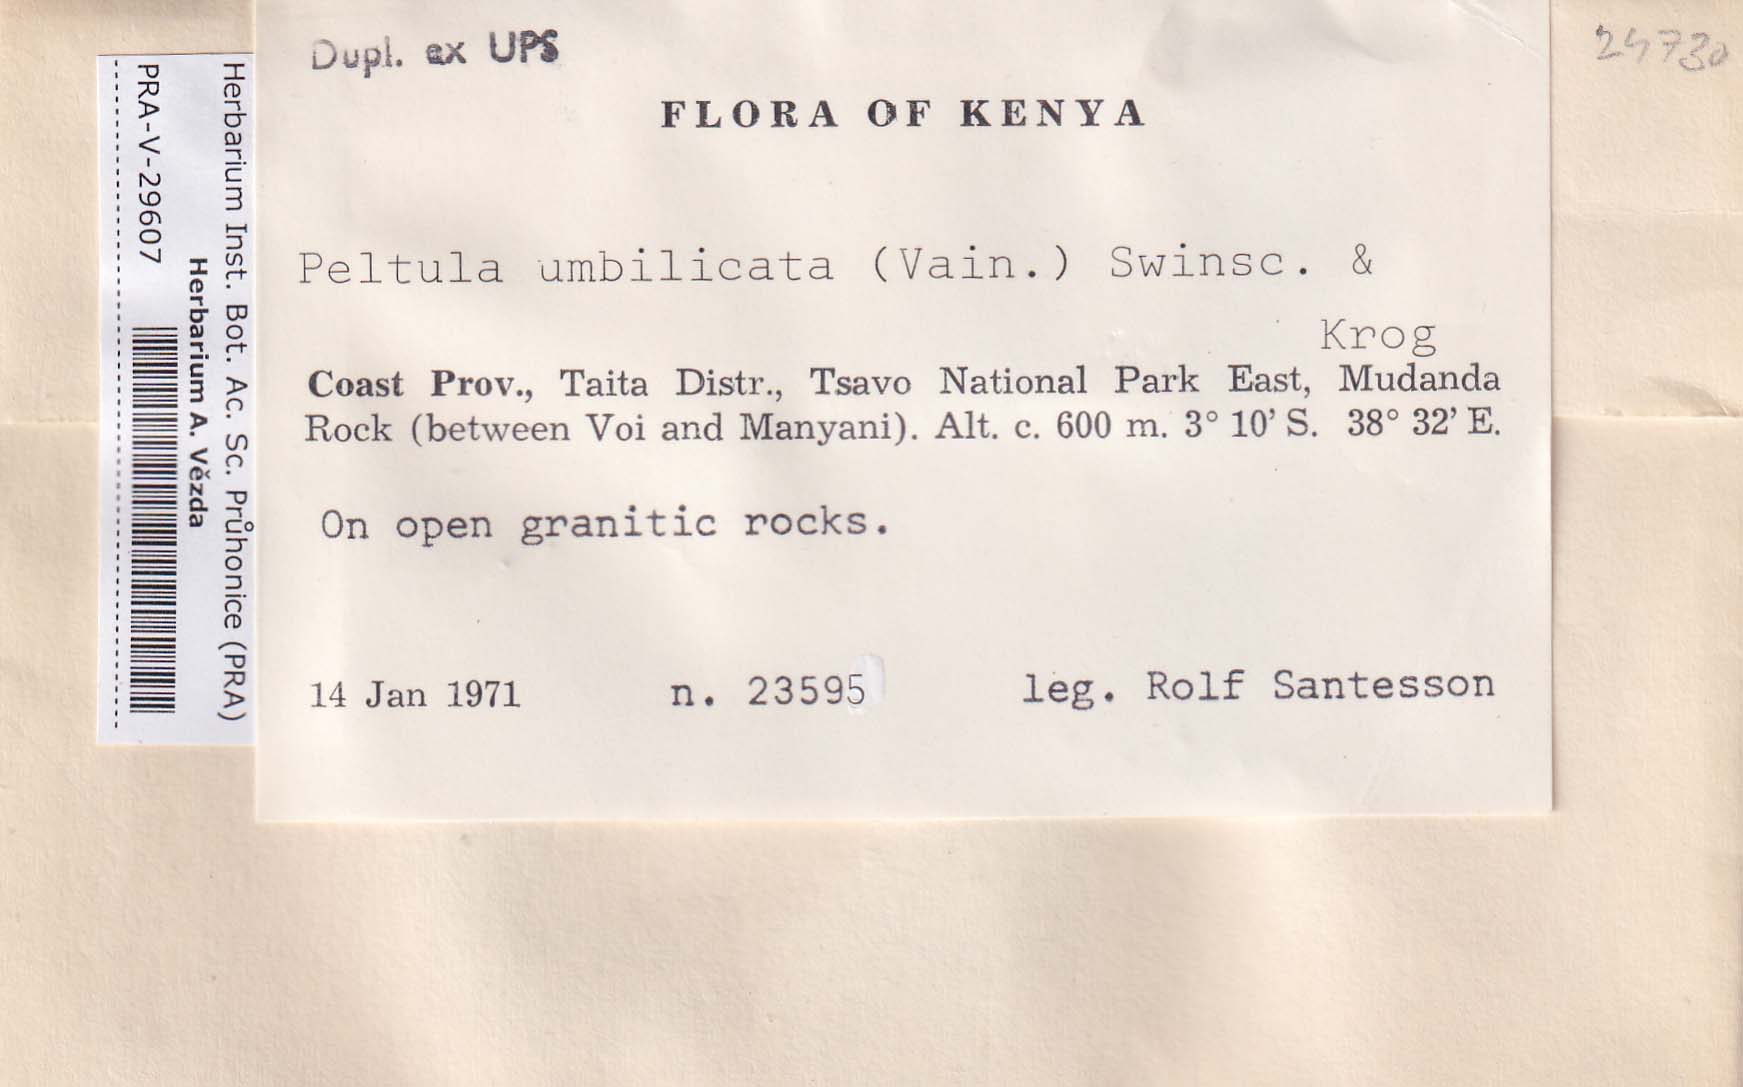 Dupl. ex UPS
24730
FLORA OF KENYA
Peltula umbilicata (Vain.) Swinsc. &
Krog
Coast Prov., Taita Distr., Tsavo National Park East, Mudanda
Rock (between Voi and Manyani). Alt. c. 600 m. 3° 10' S. 38° 32' E.
On open granitic rocks.
14 Jan 1971 n. 23595 leg. Rolf Santesson
Herbarium Inst. Bot. Ac. Sc. Průhonice (PRA)
Herbarium A. Vězda
PRA-V-29607